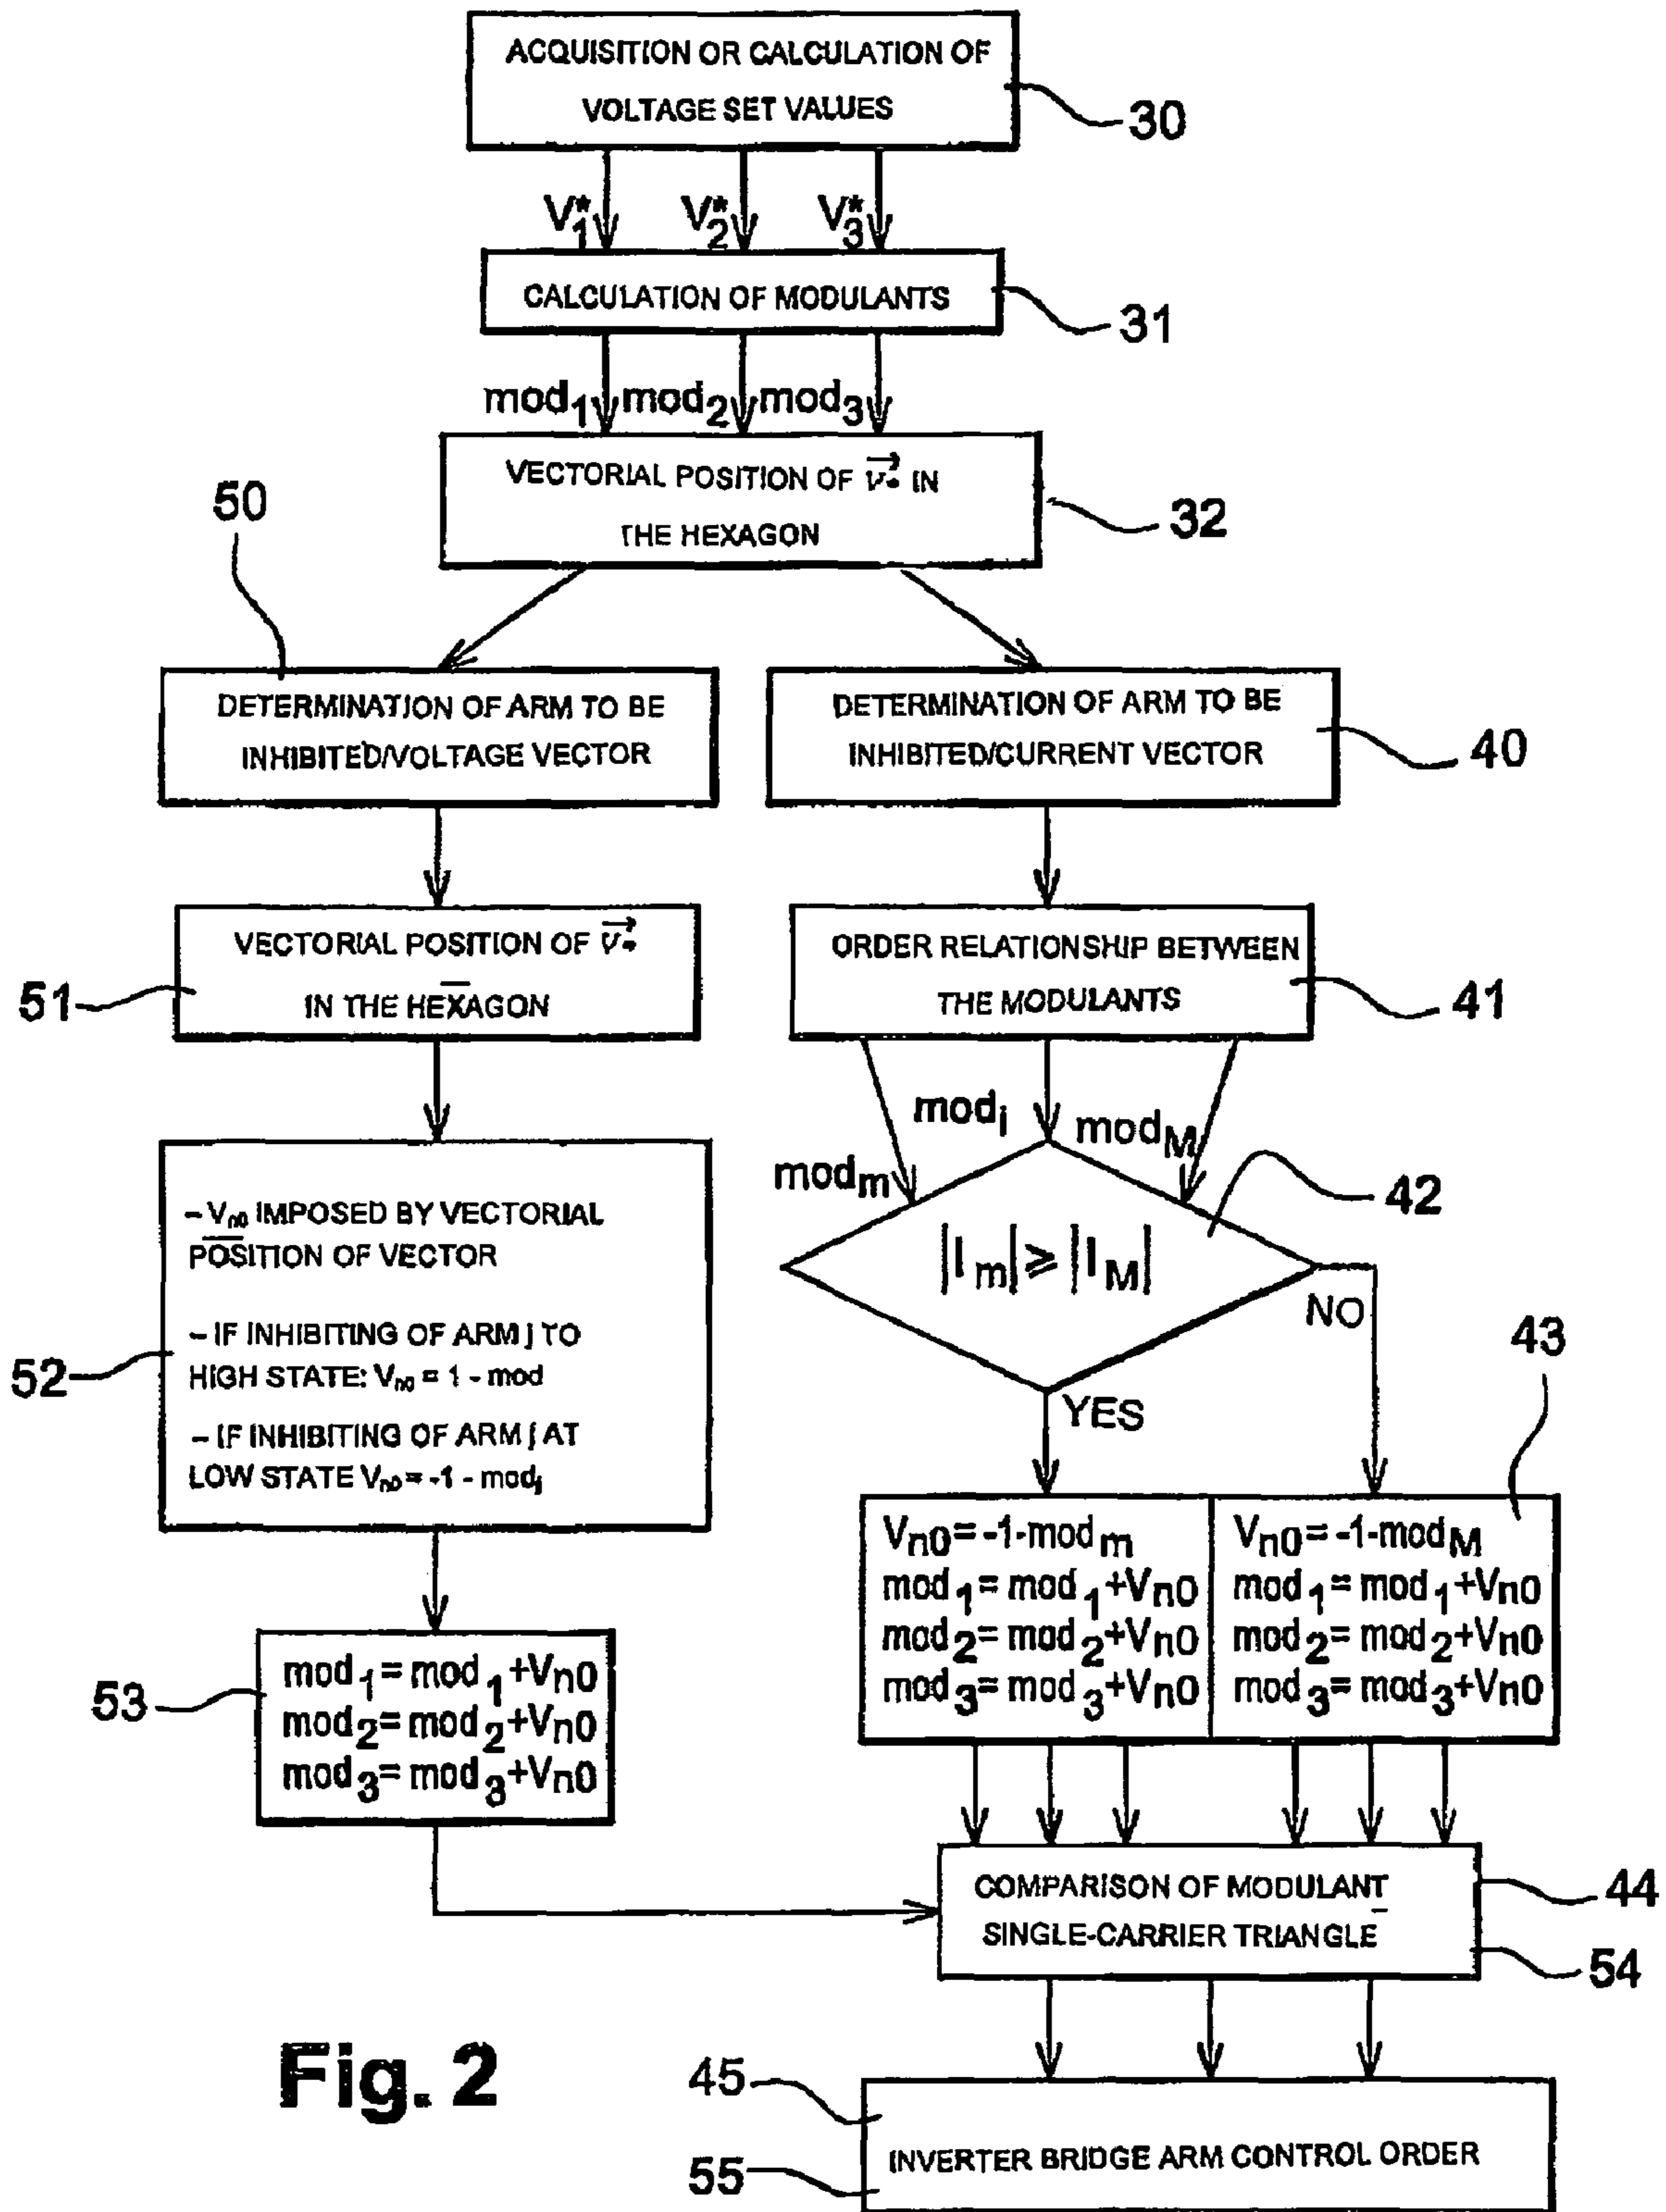 ACQUISITION OR CALCULATION OF
VOLTAGE SET VALUES
30
V*1 V*2 V*3
CALCULATION OF MODULANTS
31
mod1 mod2 mod3
VECTORIAL POSITION OF V* IN
THE HEXAGON
32
50
DETERMINATION OF ARM TO BE
INHIBITED/VOLTAGE VECTOR
DETERMINATION OF ARM TO BE
INHIBITED/CURRENT VECTOR
40
VECTORIAL POSITION OF V*
IN THE HEXAGON
51
ORDER RELATIONSHIP BETWEEN
THE MODULANTS
41
modm modi modM
|Im| ≥ |IM|
42
NO
YES
– Vn0 IMPOSED BY VECTORIAL
POSITION OF VECTOR
– IF INHIBITING OF ARM j TO
HIGH STATE: Vn0 = 1 - mod
– IF INHIBITING OF ARM j AT
LOW STATE Vn0 = -1 - modj
52
43
Vn0=-1-modm
mod1=mod1+Vn0
mod2=mod2+Vn0
mod3=mod3+Vn0
Vn0=-1-modM
mod1=mod1+Vn0
mod2=mod2+Vn0
mod3=mod3+Vn0
53
mod1=mod1+Vn0
mod2=mod2+Vn0
mod3=mod3+Vn0
COMPARISON OF MODULANT
SINGLE-CARRIER TRIANGLE
44
54
45
55
INVERTER BRIDGE ARM CONTROL ORDER
Fig. 2